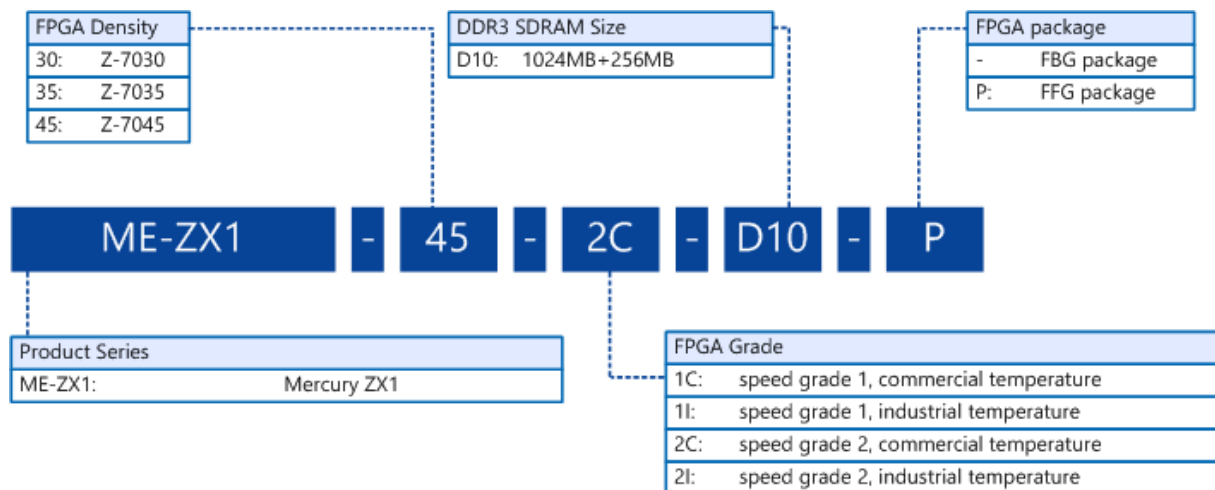 FPGA Density
30: Z-7030
35: Z-7035
45: Z-7045
DDR3 SDRAM Size
D10: 1024MB+256MB
FPGA package
- FBG package
P: FFG package
ME-ZX1 - 45 - 2C - D10 - P
Product Series
ME-ZX1: Mercury ZX1
FPGA Grade
1C: speed grade 1, commercial temperature
1I: speed grade 1, industrial temperature
2C: speed grade 2, commercial temperature
2I: speed grade 2, industrial temperature